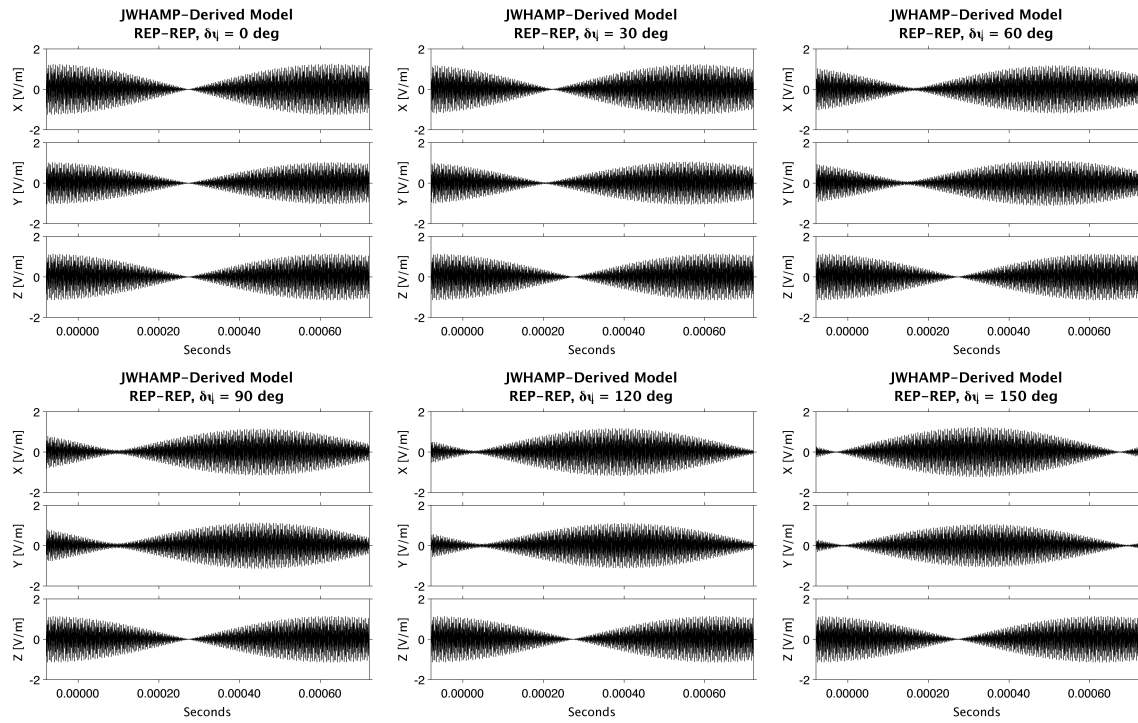 JWHAMP-Derived Model
REP-REP, δψ = 0 deg
2
0
-2
X [V/m]
2
0
-2
Y [V/m]
2
0
-2
Z [V/m]
0.00000 0.00020 0.00040 0.00060
Seconds
JWHAMP-Derived Model
REP-REP, δψ = 30 deg
2
0
-2
X [V/m]
2
0
-2
Y [V/m]
2
0
-2
Z [V/m]
0.00000 0.00020 0.00040 0.00060
Seconds
JWHAMP-Derived Model
REP-REP, δψ = 60 deg
2
0
-2
X [V/m]
2
0
-2
Y [V/m]
2
0
-2
Z [V/m]
0.00000 0.00020 0.00040 0.00060
Seconds
JWHAMP-Derived Model
REP-REP, δψ = 90 deg
2
0
-2
X [V/m]
2
0
-2
Y [V/m]
2
0
-2
Z [V/m]
0.00000 0.00020 0.00040 0.00060
Seconds
JWHAMP-Derived Model
REP-REP, δψ = 120 deg
2
0
-2
X [V/m]
2
0
-2
Y [V/m]
2
0
-2
Z [V/m]
0.00000 0.00020 0.00040 0.00060
Seconds
JWHAMP-Derived Model
REP-REP, δψ = 150 deg
2
0
-2
X [V/m]
2
0
-2
Y [V/m]
2
0
-2
Z [V/m]
0.00000 0.00020 0.00040 0.00060
Seconds